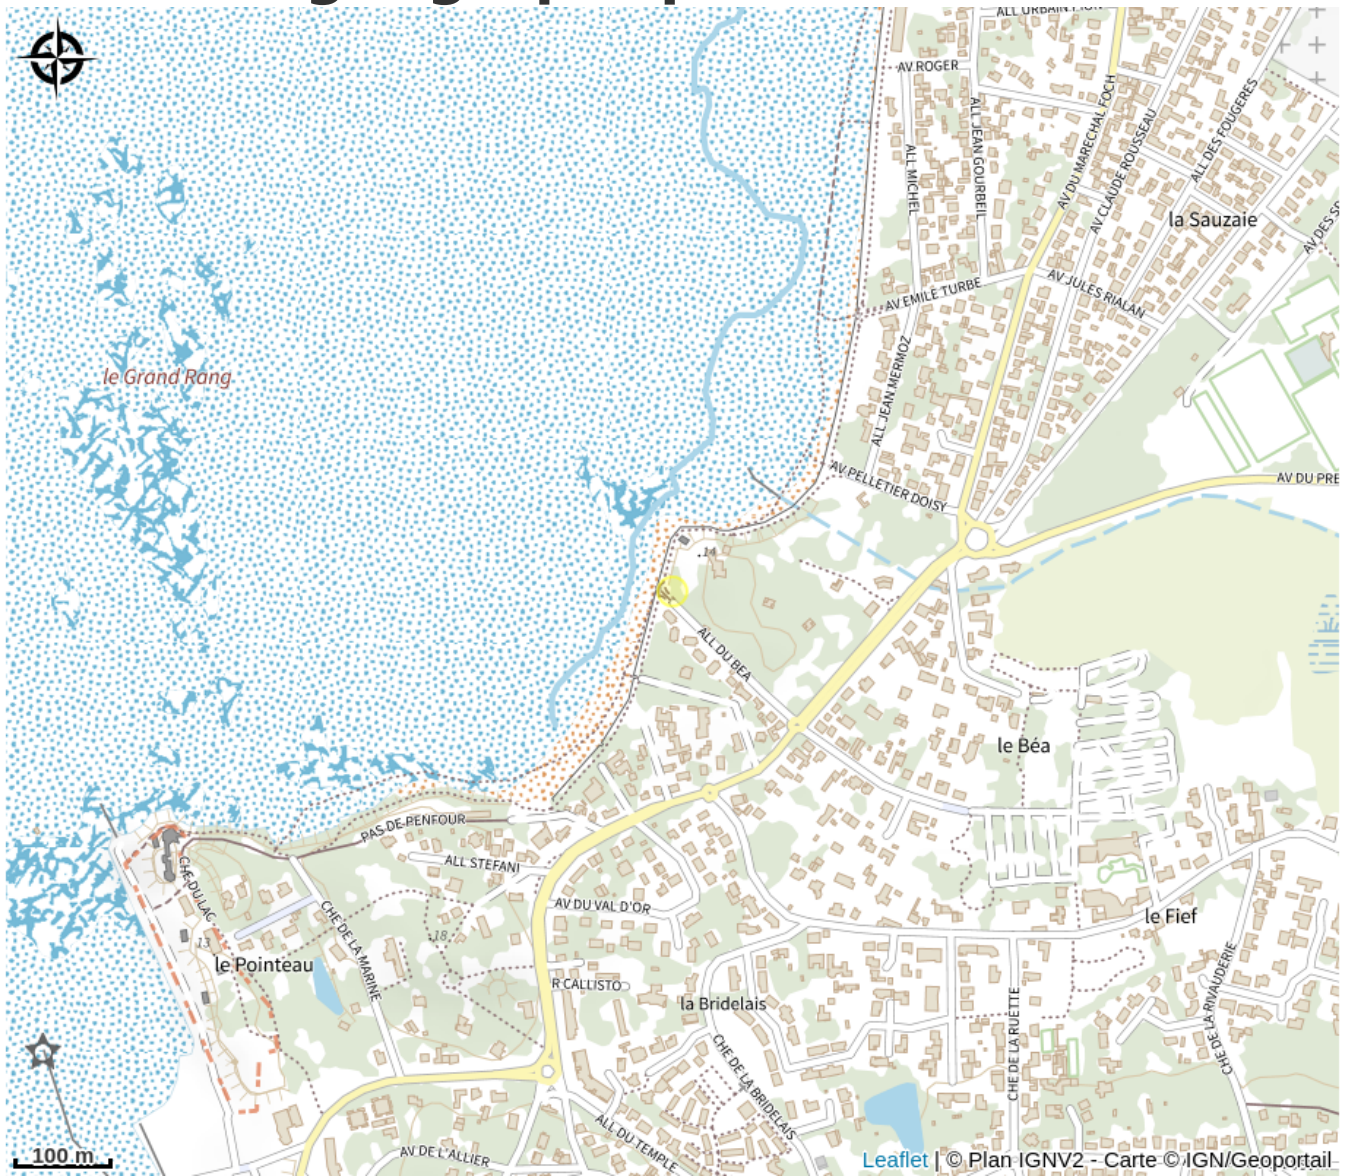 ALL URBAIN PION
AV ROGER
ALL JEAN GOURBEIL
ALL MICHEL
AV DU MARECHAL FOCH
AV CLAUDE ROUSSEAU
ALL DES FOUGERES
la Sauzaie
AV DES
AV EMILE TURBE
AV JULES RIALAN
le Grand Rang
ALL JEAN MERMOZ
AV PELLETIER DOISY
AV DU PRE
14
ALL DU BEA
le Béa
PAS DE PENFOUR
ALL STEFANI
CHE DU LAC
CHE DE LA MARINE
AV DU VAL D'OR
18
13
le Pointeau
le Fief
R CALLISTO
la Bridelais
CHE DE LA RUETTE
CHE DE LA RIVAUDERIE
CHE DE LA BRIDELAIS
ALL DU TEMPLE
AV DE L'ALLIER
100 m
Leaflet | © Plan IGNV2 - Carte © IGN/Geoportail